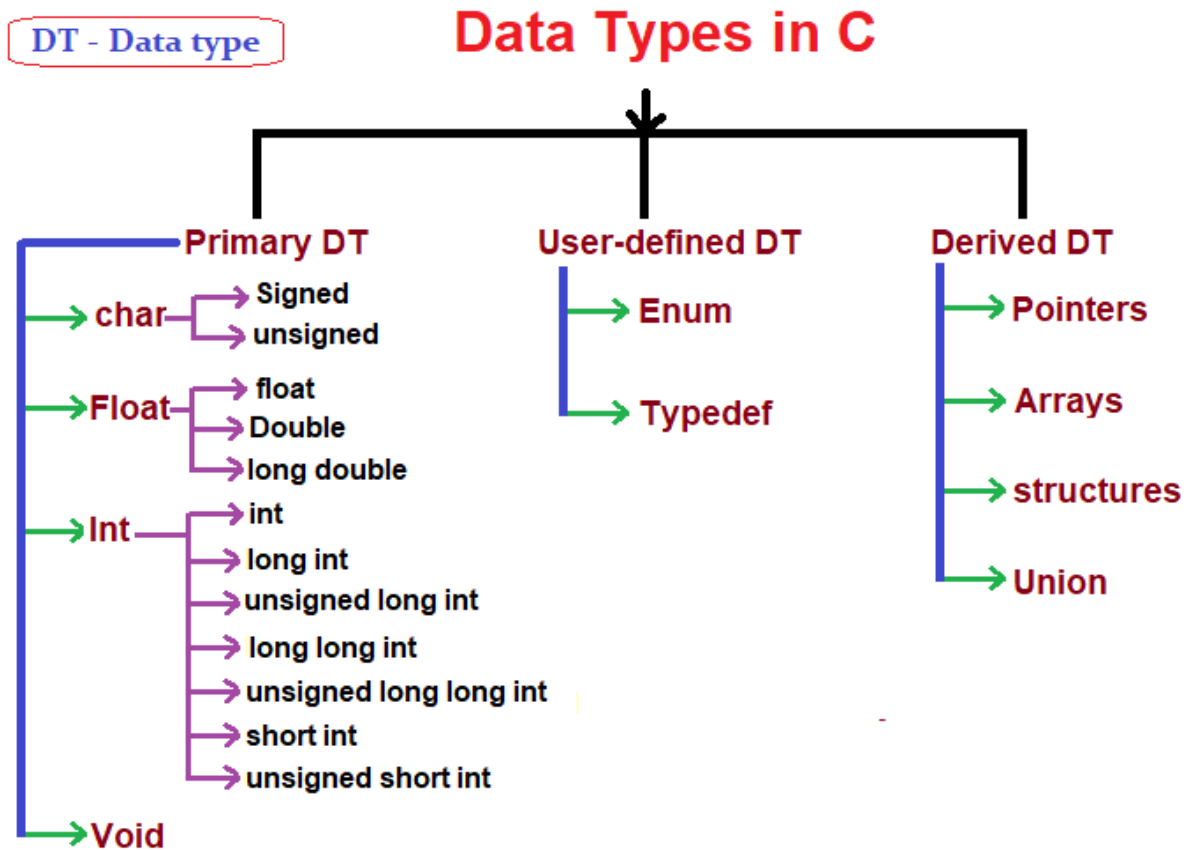 DT - Data type
Data Types in C
Primary DT
char
Signed
unsigned
Float
float
Double
long double
Int
int
long int
unsigned long int
long long int
unsigned long long int
short int
unsigned short int
Void
User-defined DT
Enum
Typedef
Derived DT
Pointers
Arrays
structures
Union